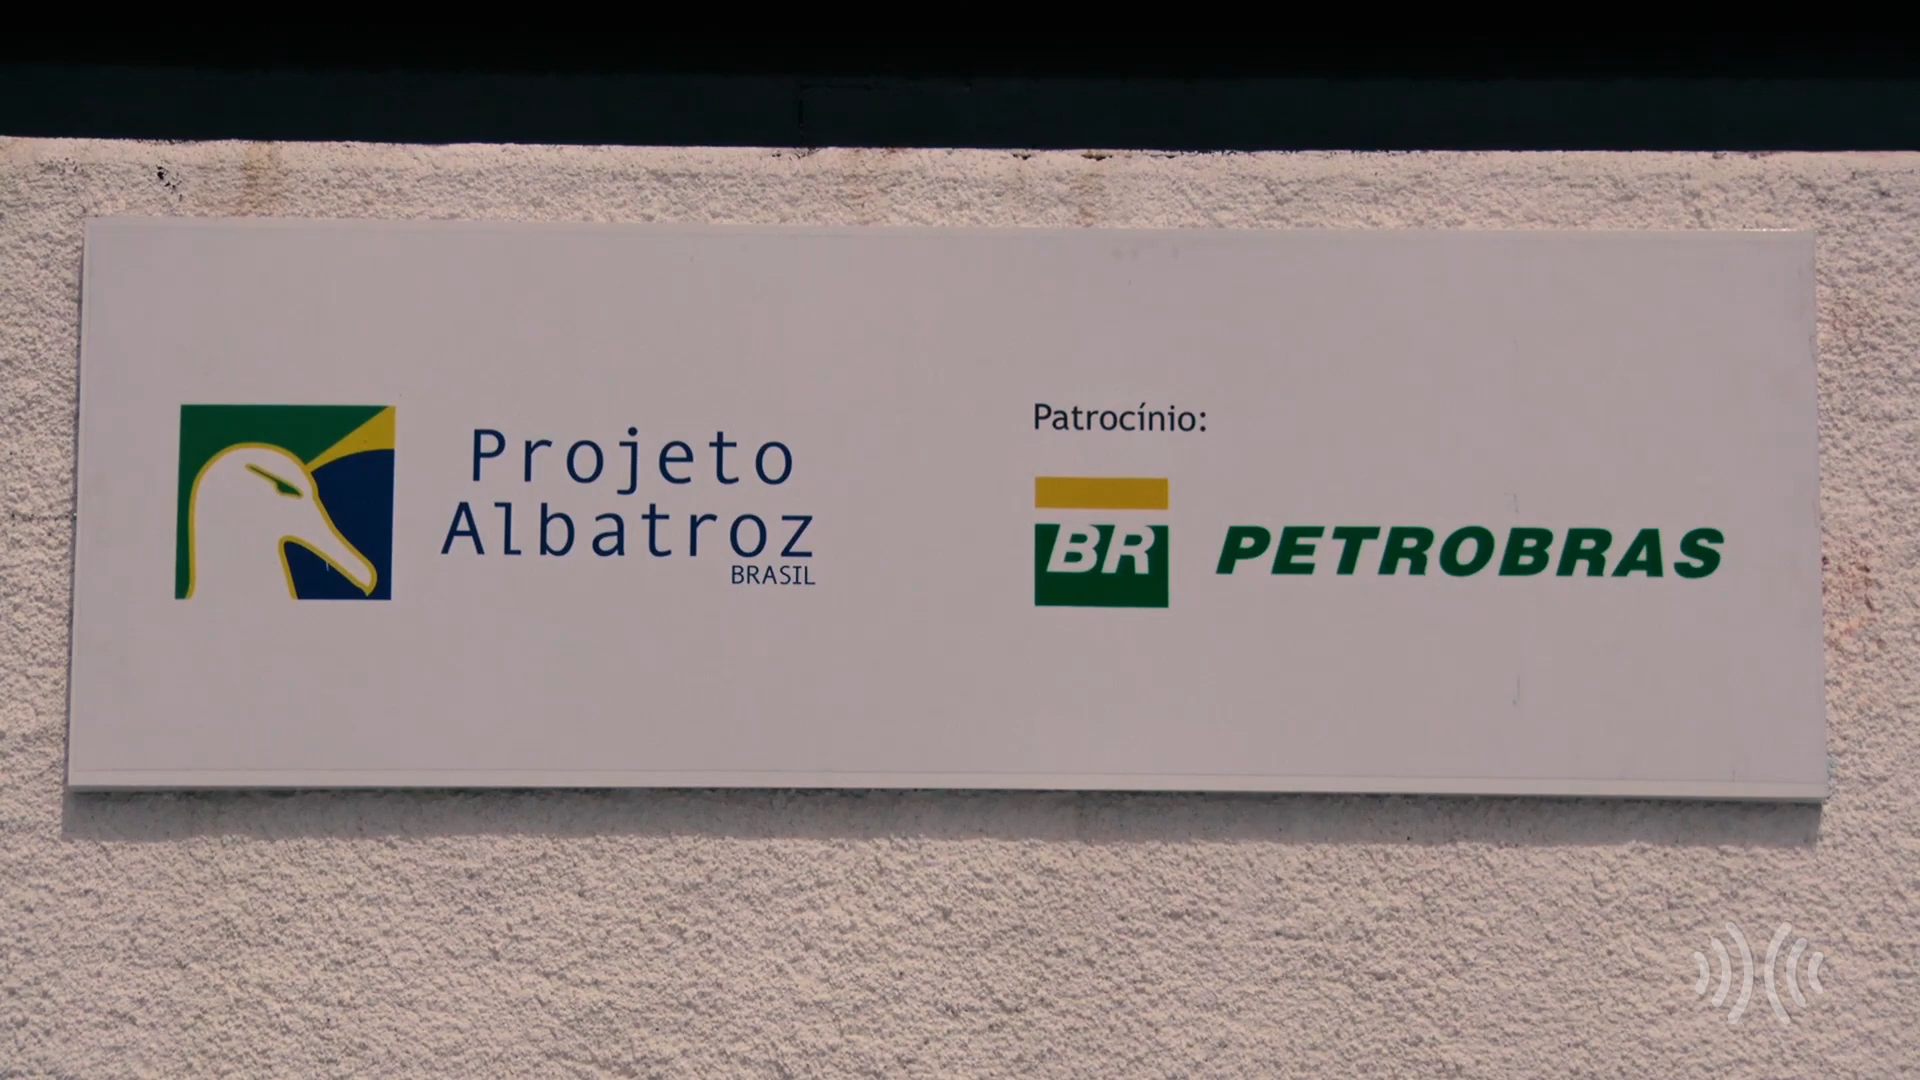 Projeto
Albatroz
BRASIL
Patrocínio:
BR PETROBRAS